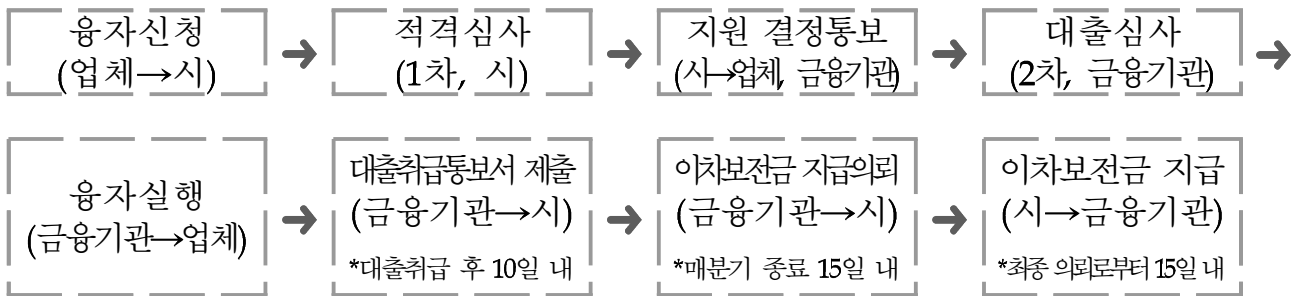 융자신청
(업체→시)
→
적격심사
(1차, 시)
→
지원 결정통보
(시→업체, 금융기관)
→
대출심사
(2차, 금융기관)
→
융자실행
(금융기관→업체)
→
대출취급통보서 제출
(금융기관→시)
*대출취급 후 10일 내
→
이차보전금 지급의뢰
(금융기관→시)
*매분기 종료 15일 내
→
이차보전금 지급
(시→금융기관)
*최종 의뢰로부터 15일 내